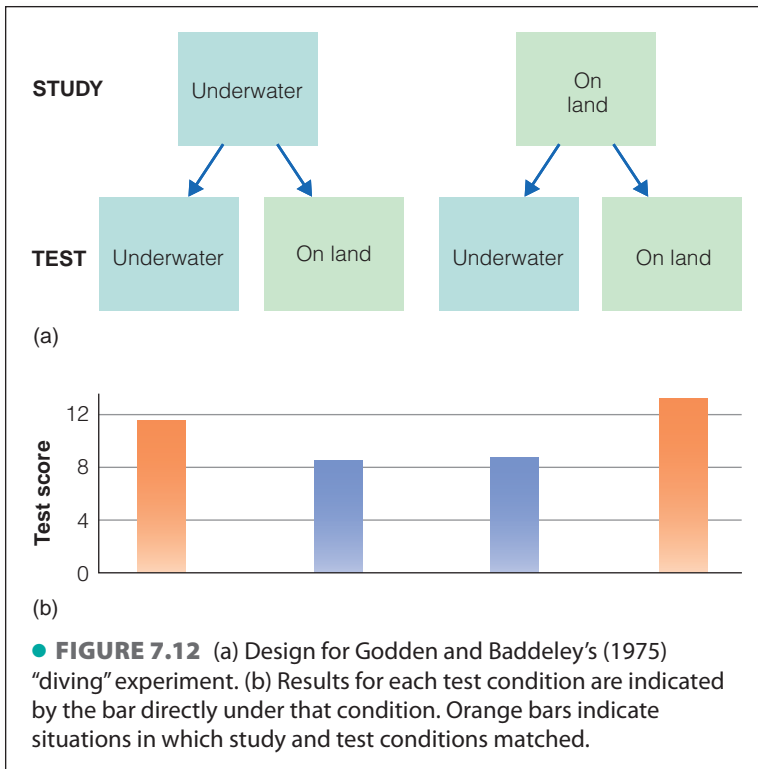 STUDY
Underwater
On
land
TEST
Underwater
On land
Underwater
On land
(a)
Test score
12
8
4
0
(b)
● FIGURE 7.12 (a) Design for Godden and Baddeley's (1975)
“diving” experiment. (b) Results for each test condition are indicated
by the bar directly under that condition. Orange bars indicate
situations in which study and test conditions matched.